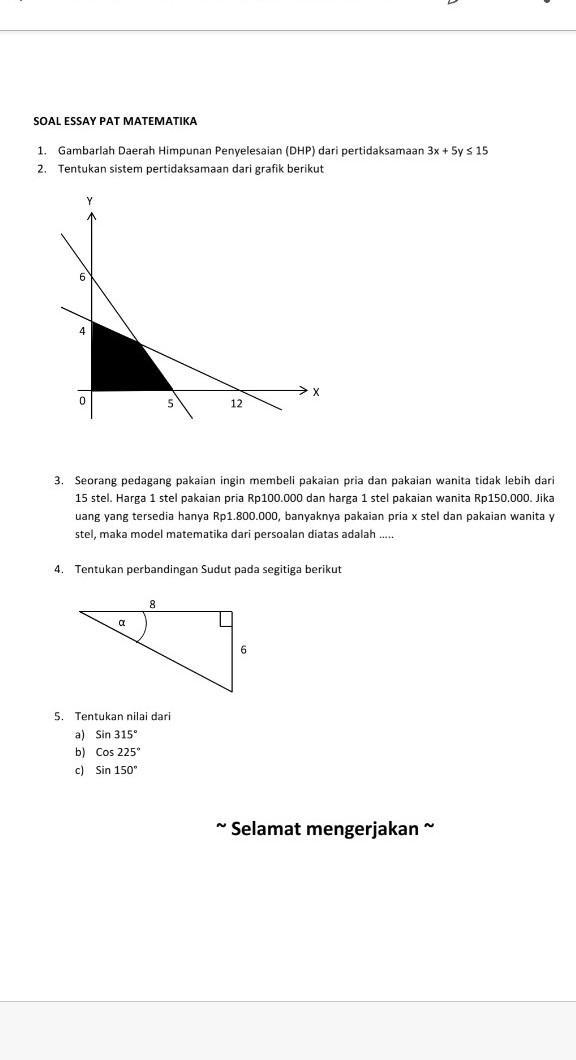 SOAL ESSAY PAT MATEMATIKA
1. Gambarlah Daerah Himpunan Penyelesaian (DHP) dari pertidaksamaan 3x + 5y ≤ 15
2. Tentukan sistem pertidaksamaan dari grafik berikut
Y
6
4
0
5
12
X
3. Seorang pedagang pakaian ingin membeli pakaian pria dan pakaian wanita tidak lebih dari
15 stel. Harga 1 stel pakaian pria Rp100.000 dan harga 1 stel pakaian wanita Rp150.000. Jika
uang yang tersedia hanya Rp1.800.000, banyaknya pakaian pria x stel dan pakaian wanita y
stel, maka model matematika dari persoalan diatas adalah .....
4. Tentukan perbandingan Sudut pada segitiga berikut
8
α
6
5. Tentukan nilai dari
a) Sin 315°
b) Cos 225°
c) Sin 150°
~ Selamat mengerjakan ~